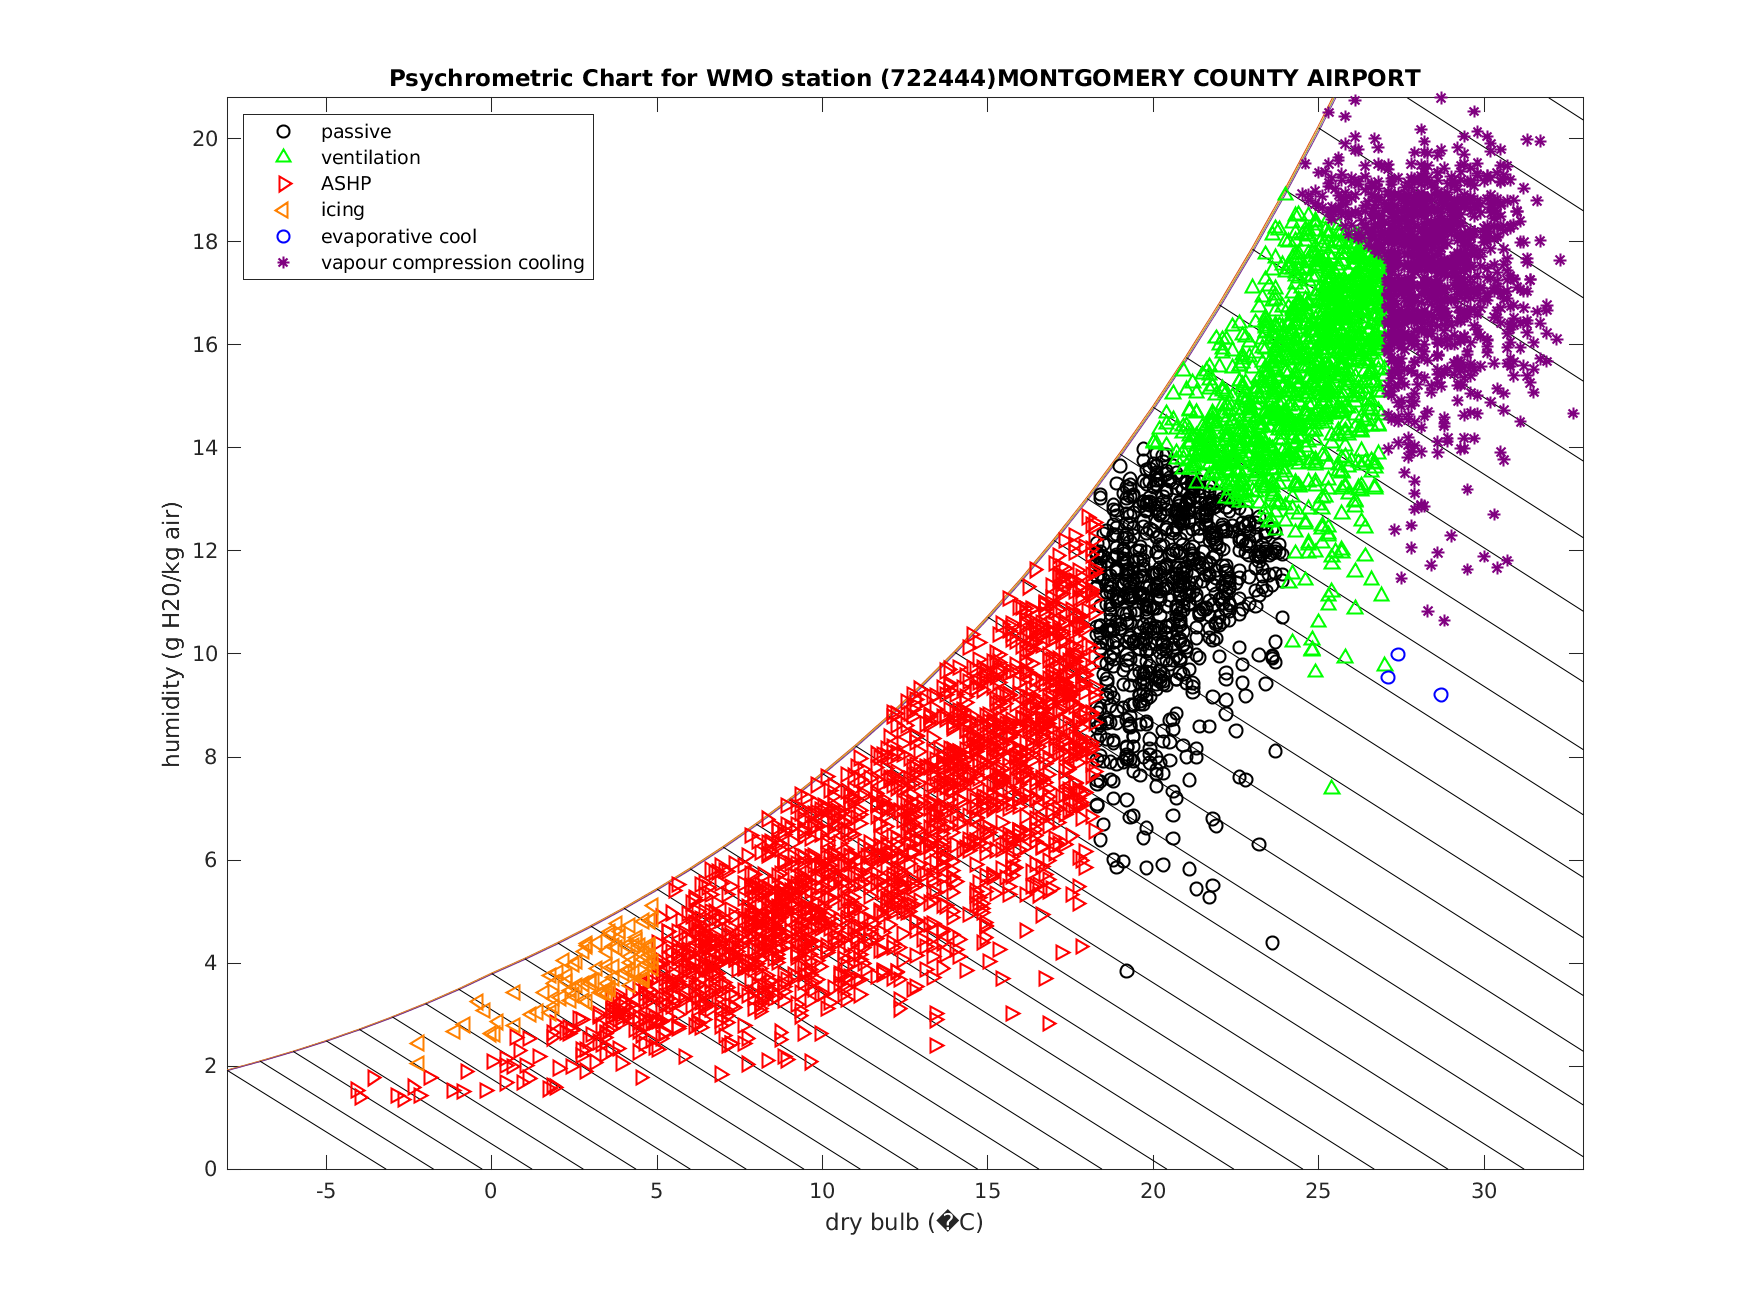 Psychrometric Chart for WMO station (722444)MONTGOMERY COUNTY AIRPORT
passive
ventilation
ASHP
icing
evaporative cool
vapour compression cooling
humidity (g H20/kg air)
20
18
16
14
12
10
8
6
4
2
0
-5
0
5
10
15
20
25
30
dry bulb (�C)